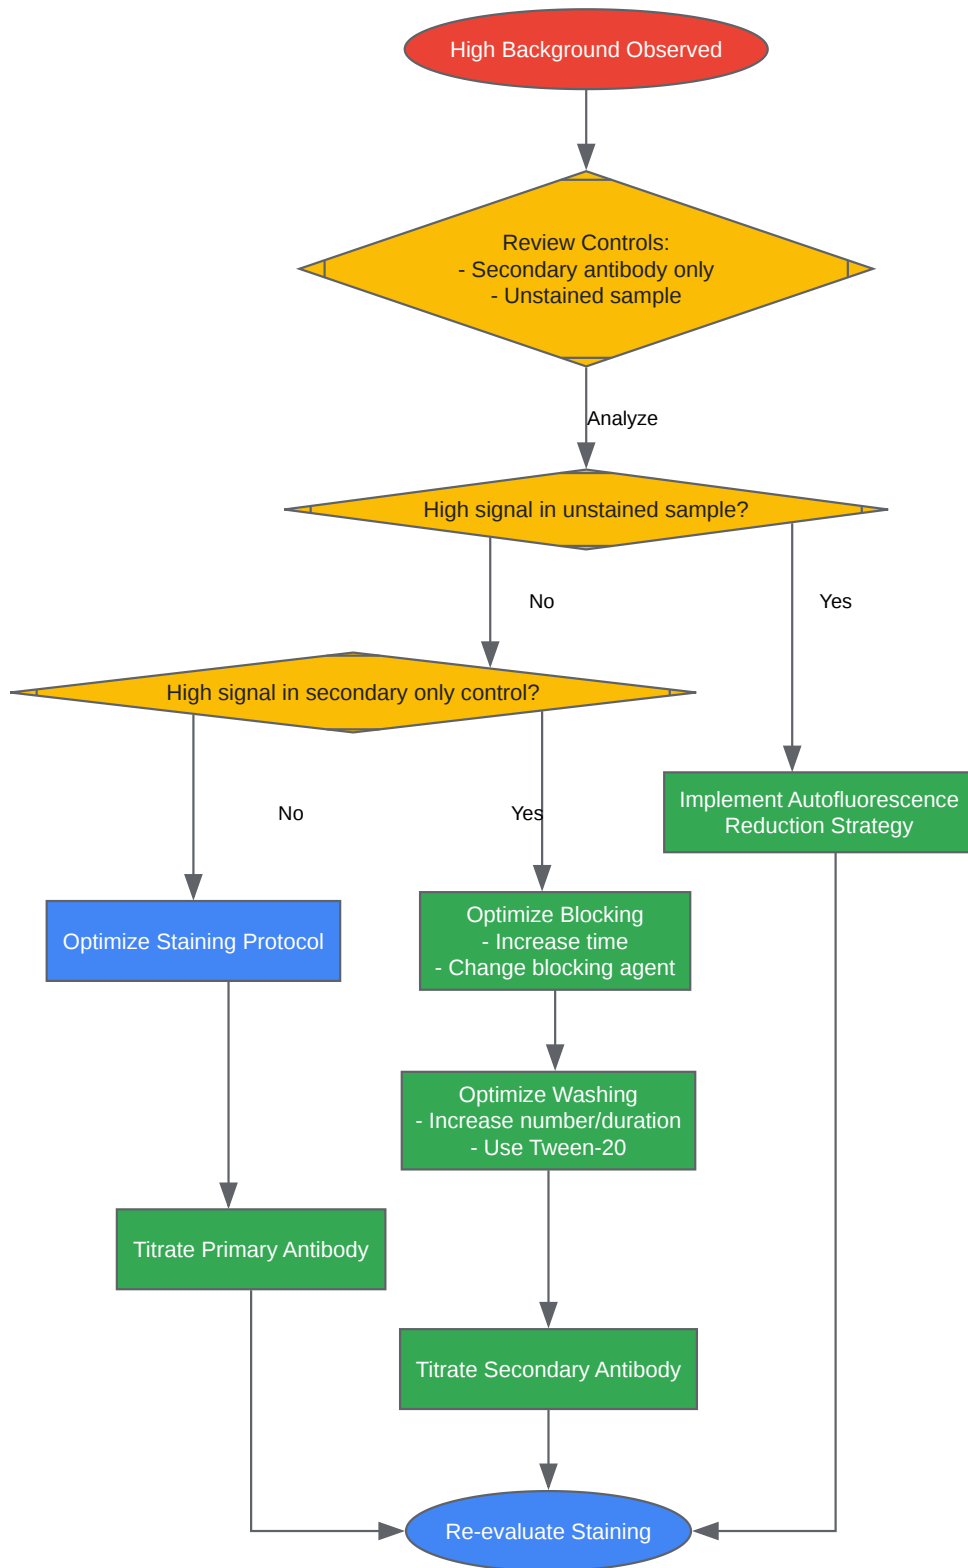 High Background Observed
Review Controls:
- Secondary antibody only
- Unstained sample
Analyze
High signal in unstained sample?
No
Yes
High signal in secondary only control?
No
Yes
Implement Autofluorescence
Reduction Strategy
Optimize Staining Protocol
Optimize Blocking
- Increase time
- Change blocking agent
Optimize Washing
- Increase number/duration
- Use Tween-20
Titrate Primary Antibody
Titrate Secondary Antibody
Re-evaluate Staining